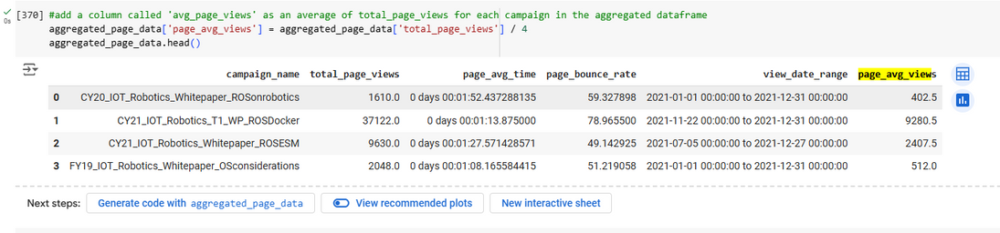 [370] #add a column called 'avg_page_views' as an average of total_page_views for each campaign in the aggregated dataframe
0s
aggregated_page_data['page_avg_views'] = aggregated_page_data['total_page_views'] / 4
aggregated_page_data.head()
campaign_name total_page_views page_avg_time page_bounce_rate view_date_range page_avg_views
0 CY20_IOT_Robotics_Whitepaper_ROSonrobotics 1610.0 0 days 00:01:52.437288135 59.327898 2021-01-01 00:00:00 to 2021-12-31 00:00:00 402.5
1 CY21_IOT_Robotics_T1_WP_ROSDocker 37122.0 0 days 00:01:13.875000 78.965500 2021-11-22 00:00:00 to 2021-12-31 00:00:00 9280.5
2 CY21_IOT_Robotics_Whitepaper_ROSESM 9630.0 0 days 00:01:27.571428571 49.142925 2021-07-05 00:00:00 to 2021-12-27 00:00:00 2407.5
3 FY19_IOT_Robotics_Whitepaper_OSconsiderations 2048.0 0 days 00:01:08.165584415 51.219058 2021-01-01 00:00:00 to 2021-12-31 00:00:00 512.0
Next steps: Generate code with aggregated_page_data View recommended plots New interactive sheet